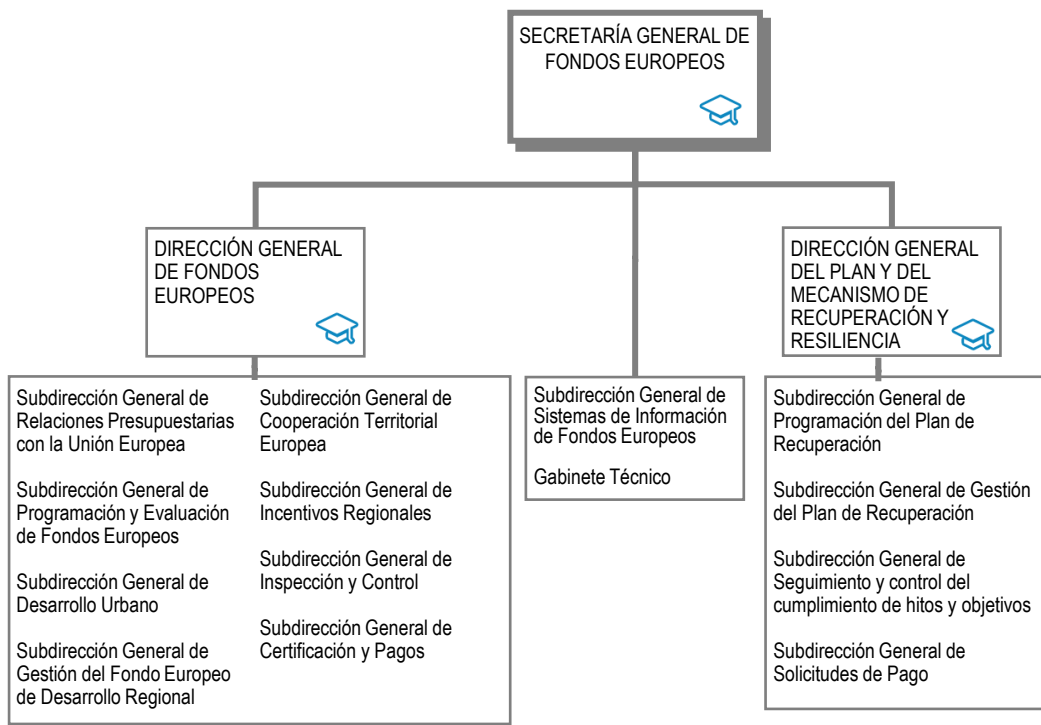 SECRETARÍA GENERAL DE
FONDOS EUROPEOS
DIRECCIÓN GENERAL
DE FONDOS
EUROPEOS
DIRECCIÓN GENERAL
DEL PLAN Y DEL
MECANISMO DE
RECUPERACIÓN Y
RESILIENCIA
Subdirección General de
Relaciones Presupuestarias
con la Unión Europea
Subdirección General de
Programación y Evaluación
de Fondos Europeos
Subdirección General de
Desarrollo Urbano
Subdirección General de
Gestión del Fondo Europeo
de Desarrollo Regional
Subdirección General de
Cooperación Territorial
Europea
Subdirección General de
Incentivos Regionales
Subdirección General de
Inspección y Control
Subdirección General de
Certificación y Pagos
Subdirección General de
Sistemas de Información
de Fondos Europeos
Gabinete Técnico
Subdirección General de
Programación del Plan de
Recuperación
Subdirección General de Gestión
del Plan de Recuperación
Subdirección General de
Seguimiento y control del
cumplimiento de hitos y objetivos
Subdirección General de
Solicitudes de Pago